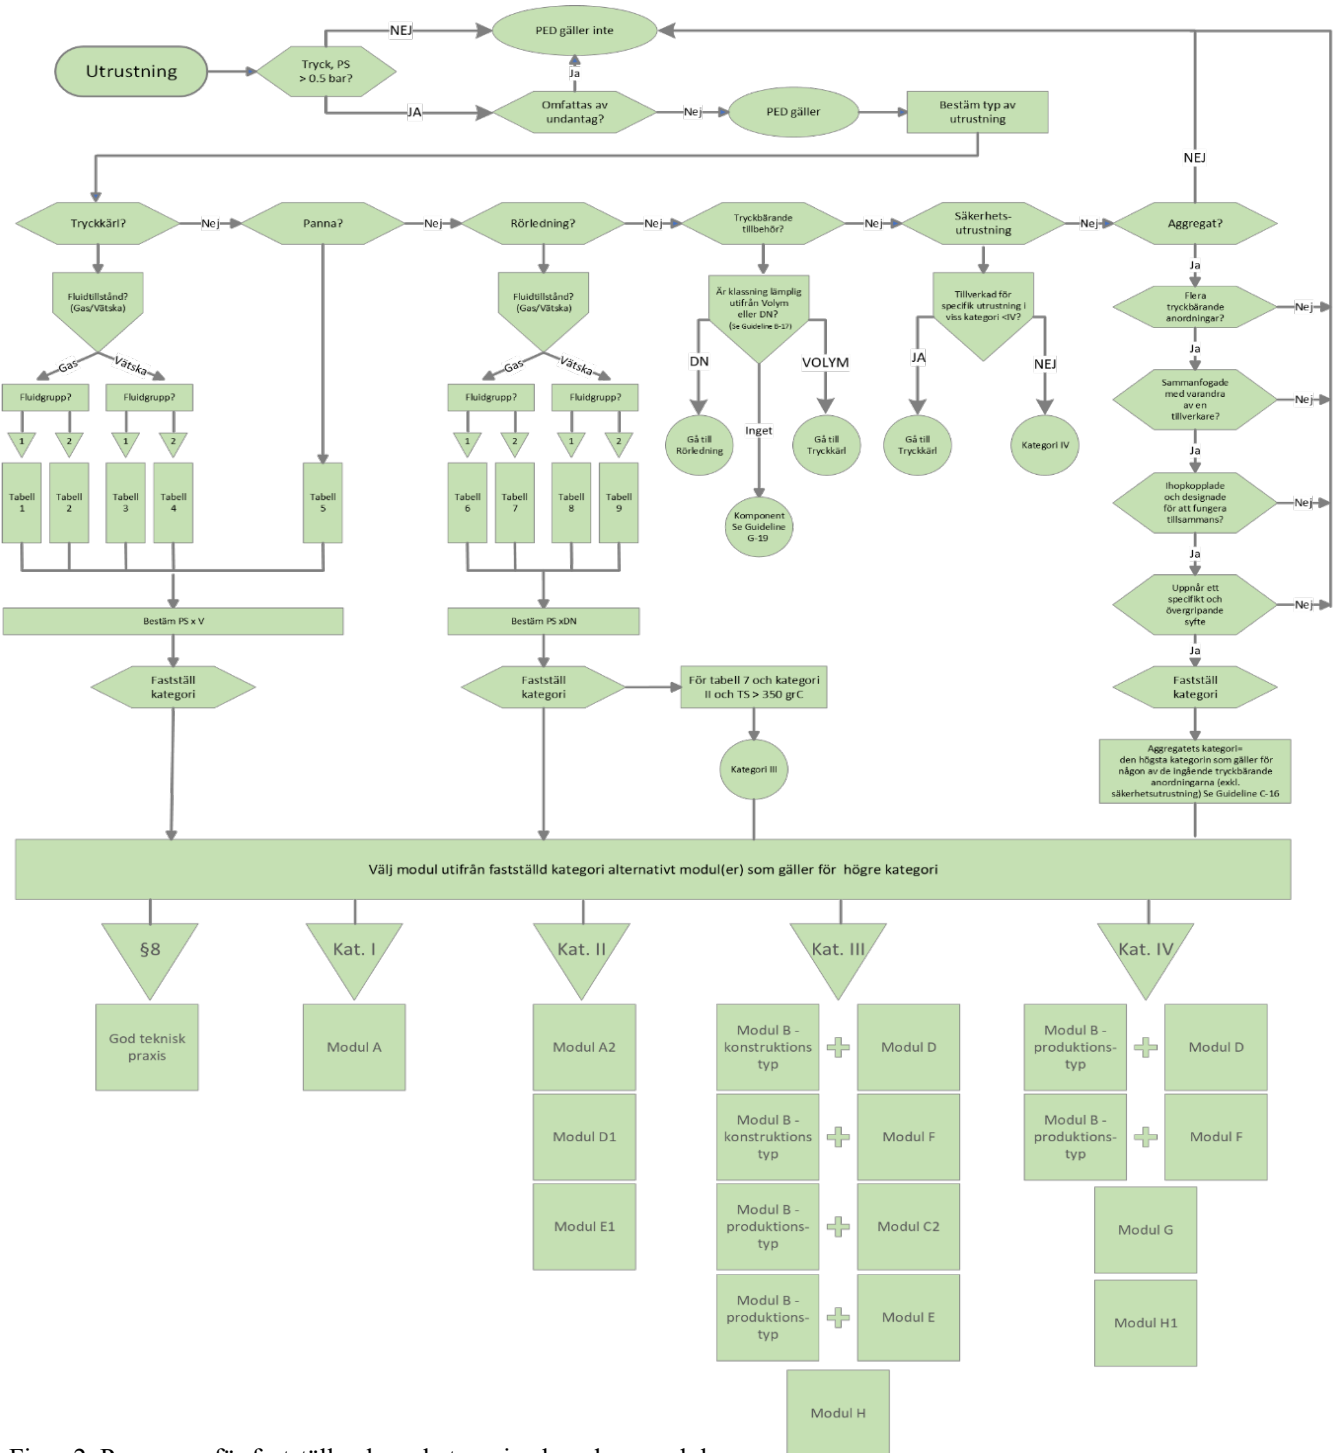 NEJ
PED gäller inte
Utrustning
Tryck, PS
> 0.5 bar?
Ja
JA
Omfattas av
undantag?
Nej
PED gäller
Bestäm typ av
utrustning
NEJ
Tryckkärl?
Nej
Panna?
Nej
Rörledning?
Nej
Tryckbärande
tillbehör?
Nej
Säkerhets-
utrustning
Nej
Aggregat?
Ja
Fluidtillstånd?
(Gas/Vätska)
Fluidtillstånd?
(Gas/Vätska)
Är klassning lämplig
utifrån Volym
eller DN?
(Se Guideline B-17)
Tillverkad för
specifik utrustning i
viss kategori <IV?
Flera
tryckbärande
anordningar?
Nej
Gas
Vätska
Gas
Vätska
DN
VOLYM
JA
NEJ
Ja
Fluidgrupp?
Fluidgrupp?
Fluidgrupp?
Fluidgrupp?
Sammanfogade
med varandra
av en
tillverkare?
Nej
1
2
1
2
1
2
1
2
Inget
Gå till
Rörledning
Gå till
Tryckkärl
Gå till
Tryckkärl
Kategori IV
Ja
Tabell
1
Tabell
2
Tabell
3
Tabell
4
Tabell
5
Tabell
6
Tabell
7
Tabell
8
Tabell
9
Komponent
Se Guideline
G-19
Ihopkopplade
och designade
för att fungera
tillsammans?
Nej
Ja
Uppnår ett
specifikt och
övergripande
syfte
Nej
Ja
Bestäm PS x V
Bestäm PS xDN
Fastställ
kategori
Fastställ
kategori
För tabell 7 och kategori
II och TS > 350 grC
Fastställ
kategori
Kategori III
Aggregatets kategori=
den högsta kategorin som gäller för
någon av de ingående tryckbärande
anordningarna (exkl.
säkerhetsutrustning) Se Guideline C-16
Välj modul utifrån fastställd kategori alternativt modul(er) som gäller för högre kategori
§8
Kat. I
Kat. II
Kat. III
Kat. IV
God teknisk
praxis
Modul A
Modul A2
Modul B -
konstruktions
typ
Modul D
Modul B -
produktions-
typ
Modul D
Modul D1
Modul B -
konstruktions
typ
Modul F
Modul B -
produktions-
typ
Modul F
Modul E1
Modul B -
produktions-
typ
Modul C2
Modul G
Modul B -
produktions-
typ
Modul E
Modul H1
Modul H